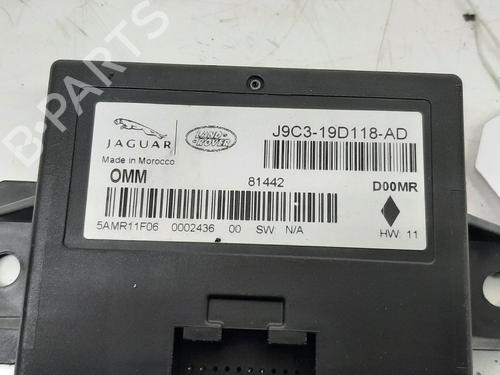 B-PARTS
JAGUAR
LAND-
ROVER
J9C3-19D118-AD
Made in Morocco
OMM
81442
D00MR
5AMR11F06 0002436 00 SW: N/A
HW: 11